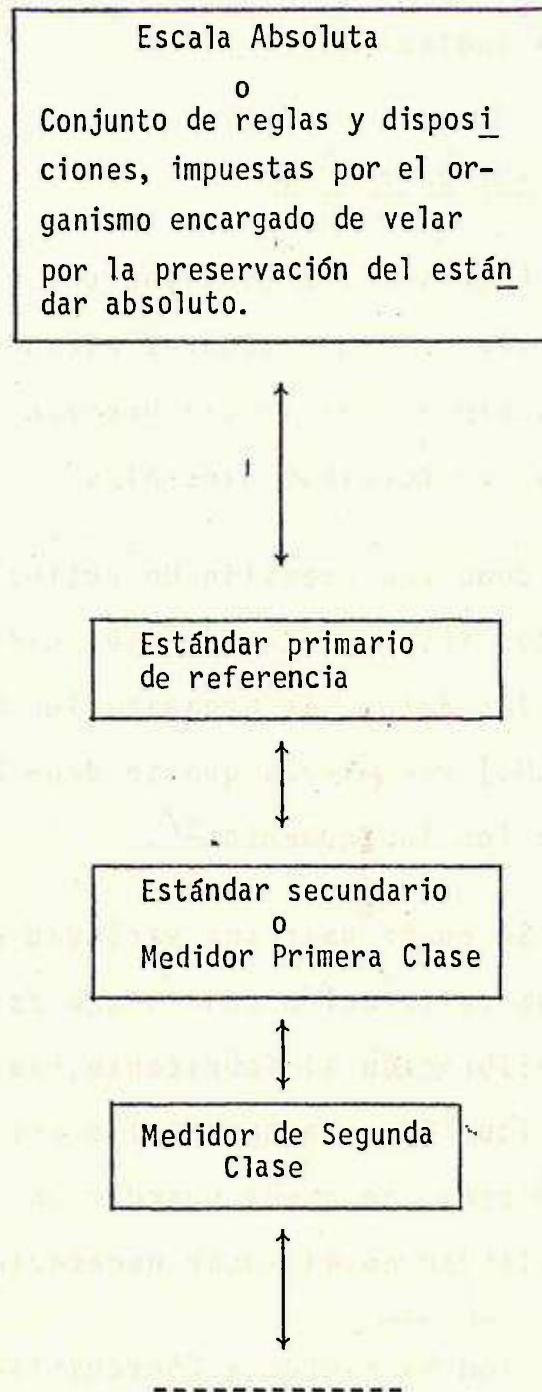 Escala Absoluta
o
Conjunto de reglas y disposi
ciones, impuestas por el or-
ganismo encargado de velar
por la preservación del están
dar absoluto.
Estándar primario
de referencia
Estándar secundario
o
Medidor Primera Clase
Medidor de Segunda
Clase